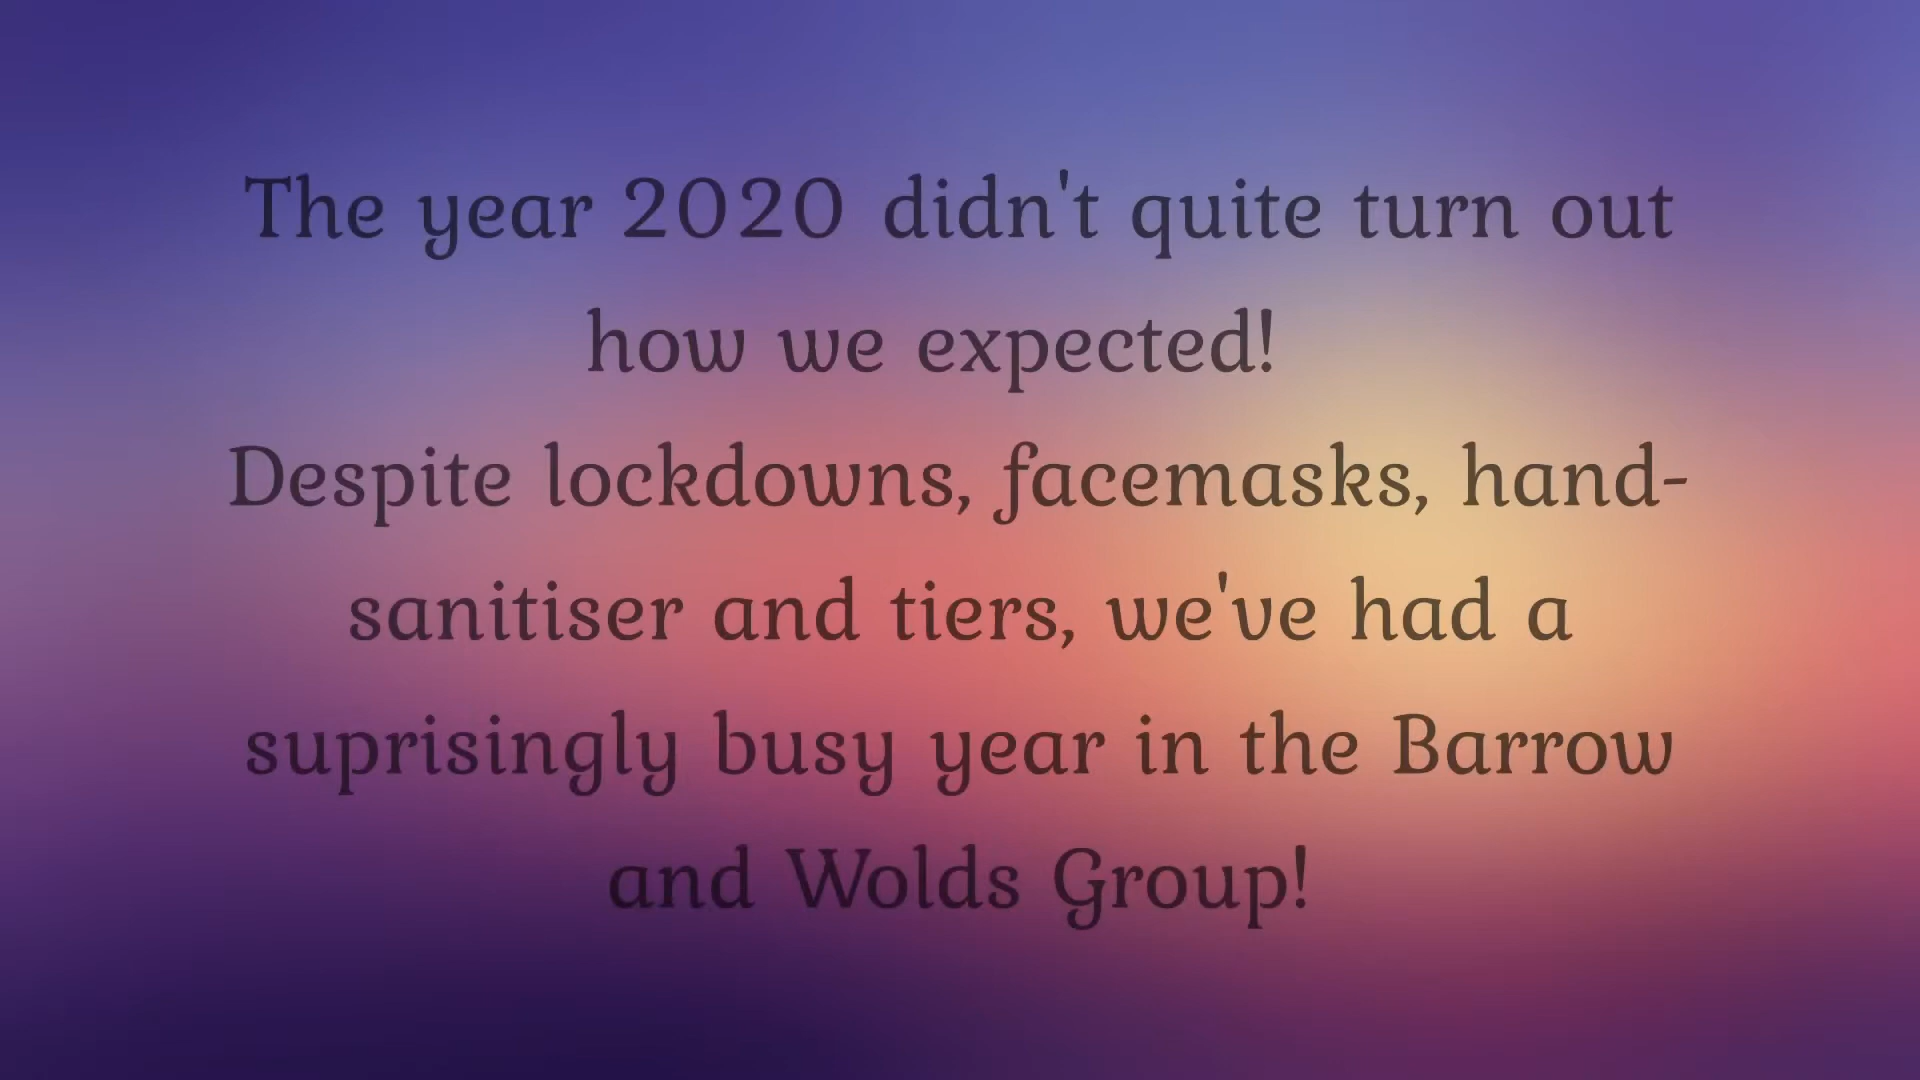 The year 2020 didn't quite turn out
how we expected!
Despite lockdowns, facemasks, hand-
sanitiser and tiers, we've had a
suprisingly busy year in the Barrow
and Wolds Group!